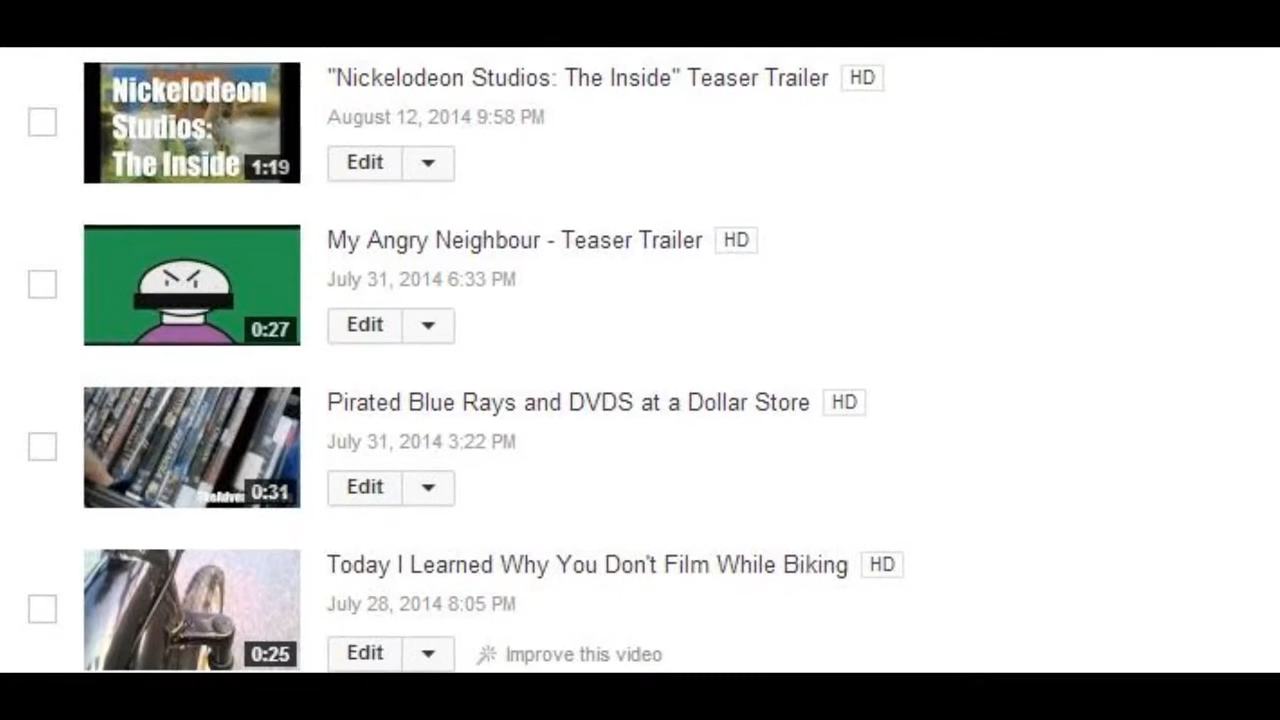 Nickelodeon
Studios:
The Inside
1:19
"Nickelodeon Studios: The Inside" Teaser Trailer HD
August 12, 2014 9:58 PM
Edit
0:27
My Angry Neighbour - Teaser Trailer HD
July 31, 2014 6:33 PM
Edit
0:31
Pirated Blue Rays and DVDS at a Dollar Store HD
July 31, 2014 3:22 PM
Edit
0:25
Today I Learned Why You Don't Film While Biking HD
July 28, 2014 8:05 PM
Edit
Improve this video